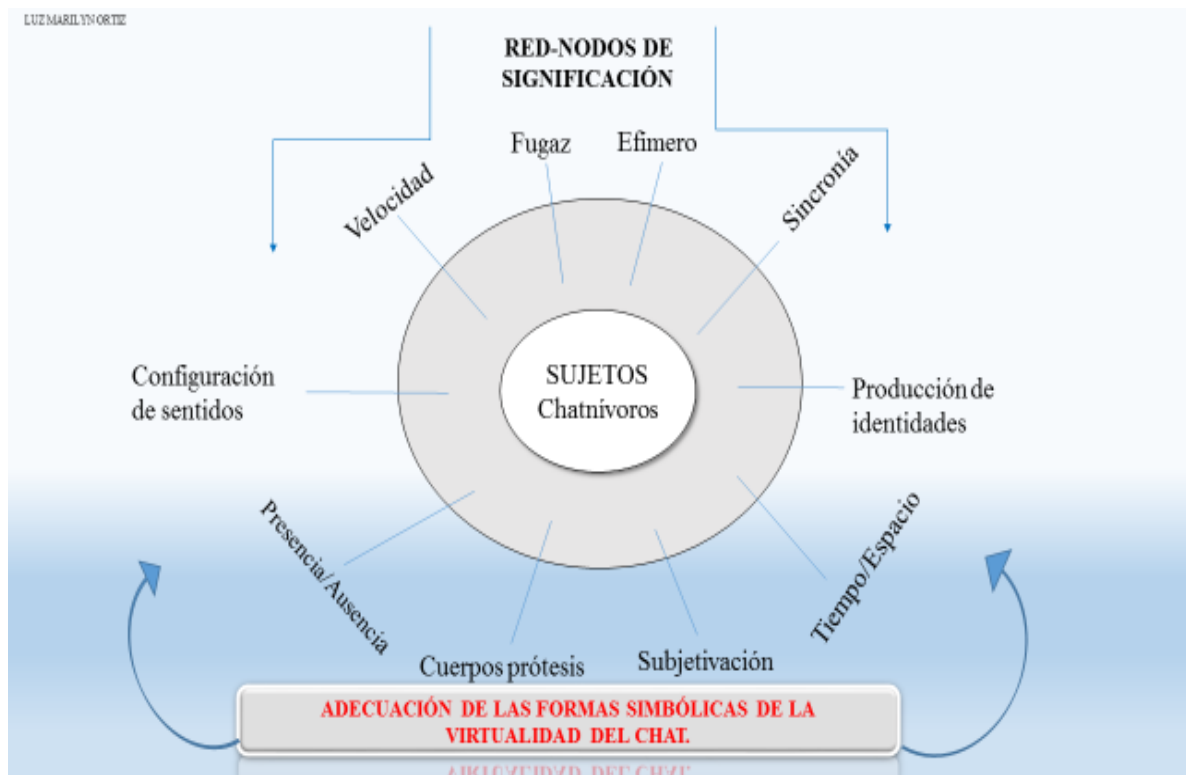 LUZ MARILYN ORTIZ
RED-NODOS DE
SIGNIFICACIÓN
Fugaz
Efímero
Velocidad
Sincronía
SUJETOS
Chatnívoros
Configuración
de sentidos
Producción de
identidades
Presencia/Ausencia
Tiempo/Espacio
Cuerpos prótesis
Subjetivación
ADECUACIÓN DE LAS FORMAS SIMBÓLICAS DE LA
VIRTUALIDAD DEL CHAT.